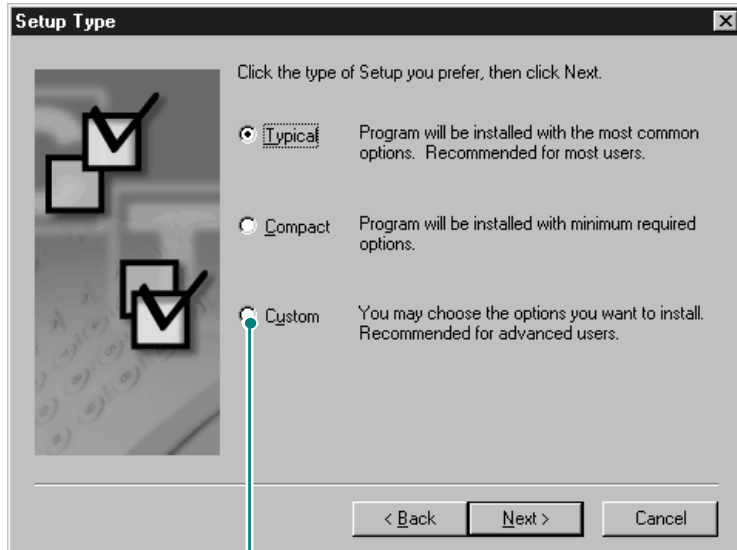 Setup Type
Click the type of Setup you prefer, then click Next.
Typical
Program will be installed with the most common
options. Recommended for most users.
Compact
Program will be installed with minimum required
options.
Custom
You may choose the options you want to install.
Recommended for advanced users.
< Back
Next >
Cancel